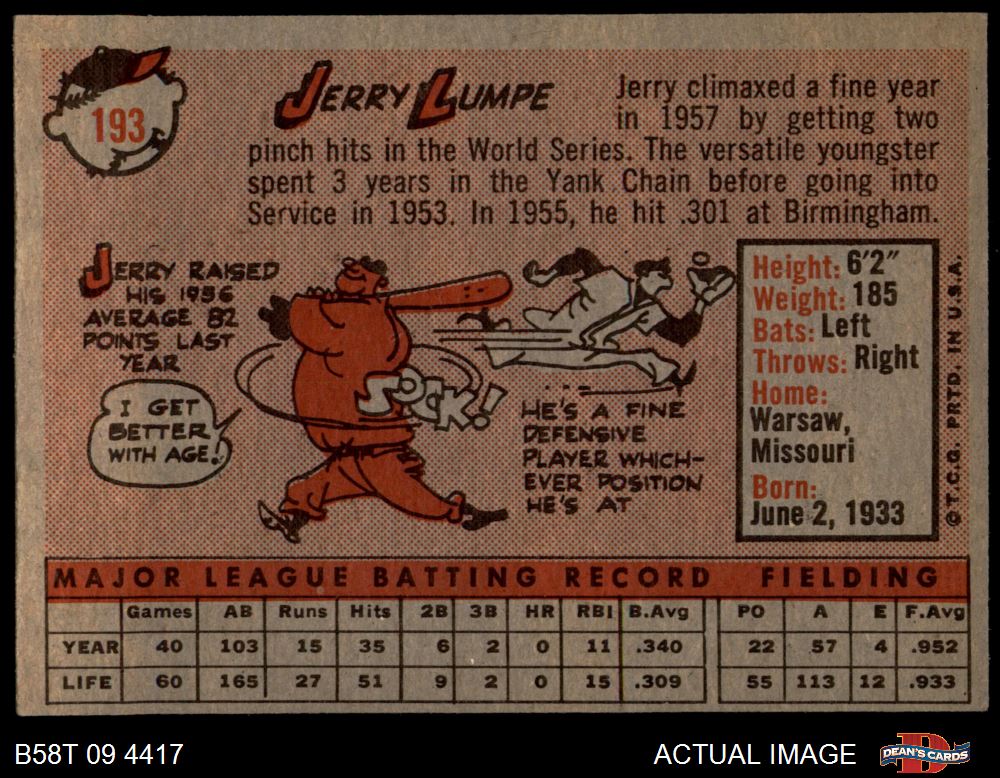 193
JERRY LUMPE
Jerry climaxed a fine year
in 1957 by getting two
pinch hits in the World Series. The versatile youngster
spent 3 years in the Yank Chain before going into
Service in 1953. In 1955, he hit .301 at Birmingham.
JERRY RAISED
HIS 1956
AVERAGE 82
POINTS LAST
YEAR
I GET
BETTER
WITH AGE!
SOCK!
HE'S A FINE
DEFENSIVE
PLAYER WHICH-
EVER POSITION
HE'S AT
Height: 6'2"
Weight: 185
Bats: Left
Throws: Right
Home:
Warsaw,
Missouri
Born:
June 2, 1933
© T.C.G. PRTD. IN U.S.A.
MAJOR LEAGUE BATTING RECORD FIELDING
Games AB Runs Hits 2B 3B HR RBI B.Avg PO A E F.Avg
YEAR 40 103 15 35 6 2 0 11 .340 22 57 4 .952
LIFE 60 165 27 51 9 2 0 15 .309 55 113 12 .933
B58T 09 4417
ACTUAL IMAGE
D
DEAN'S CARDS